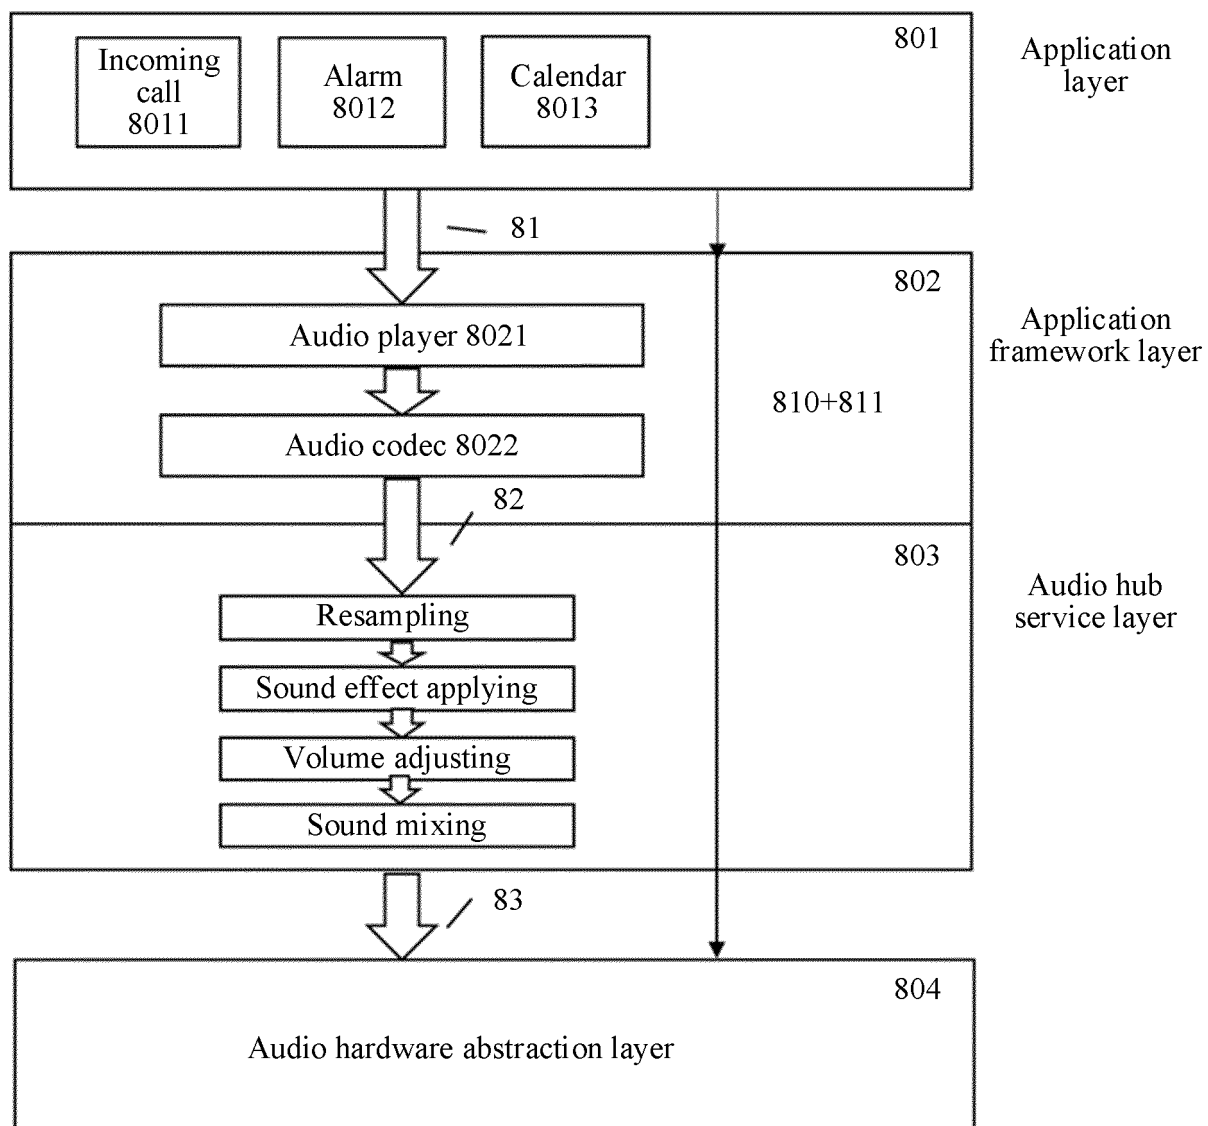 801
Application
layer
Incoming
call
8011
Alarm
8012
Calendar
8013
81
802
Application
framework layer
Audio player 8021
810+811
Audio codec 8022
82
803
Audio hub
service layer
Resampling
Sound effect applying
Volume adjusting
Sound mixing
83
804
Audio hardware abstraction layer